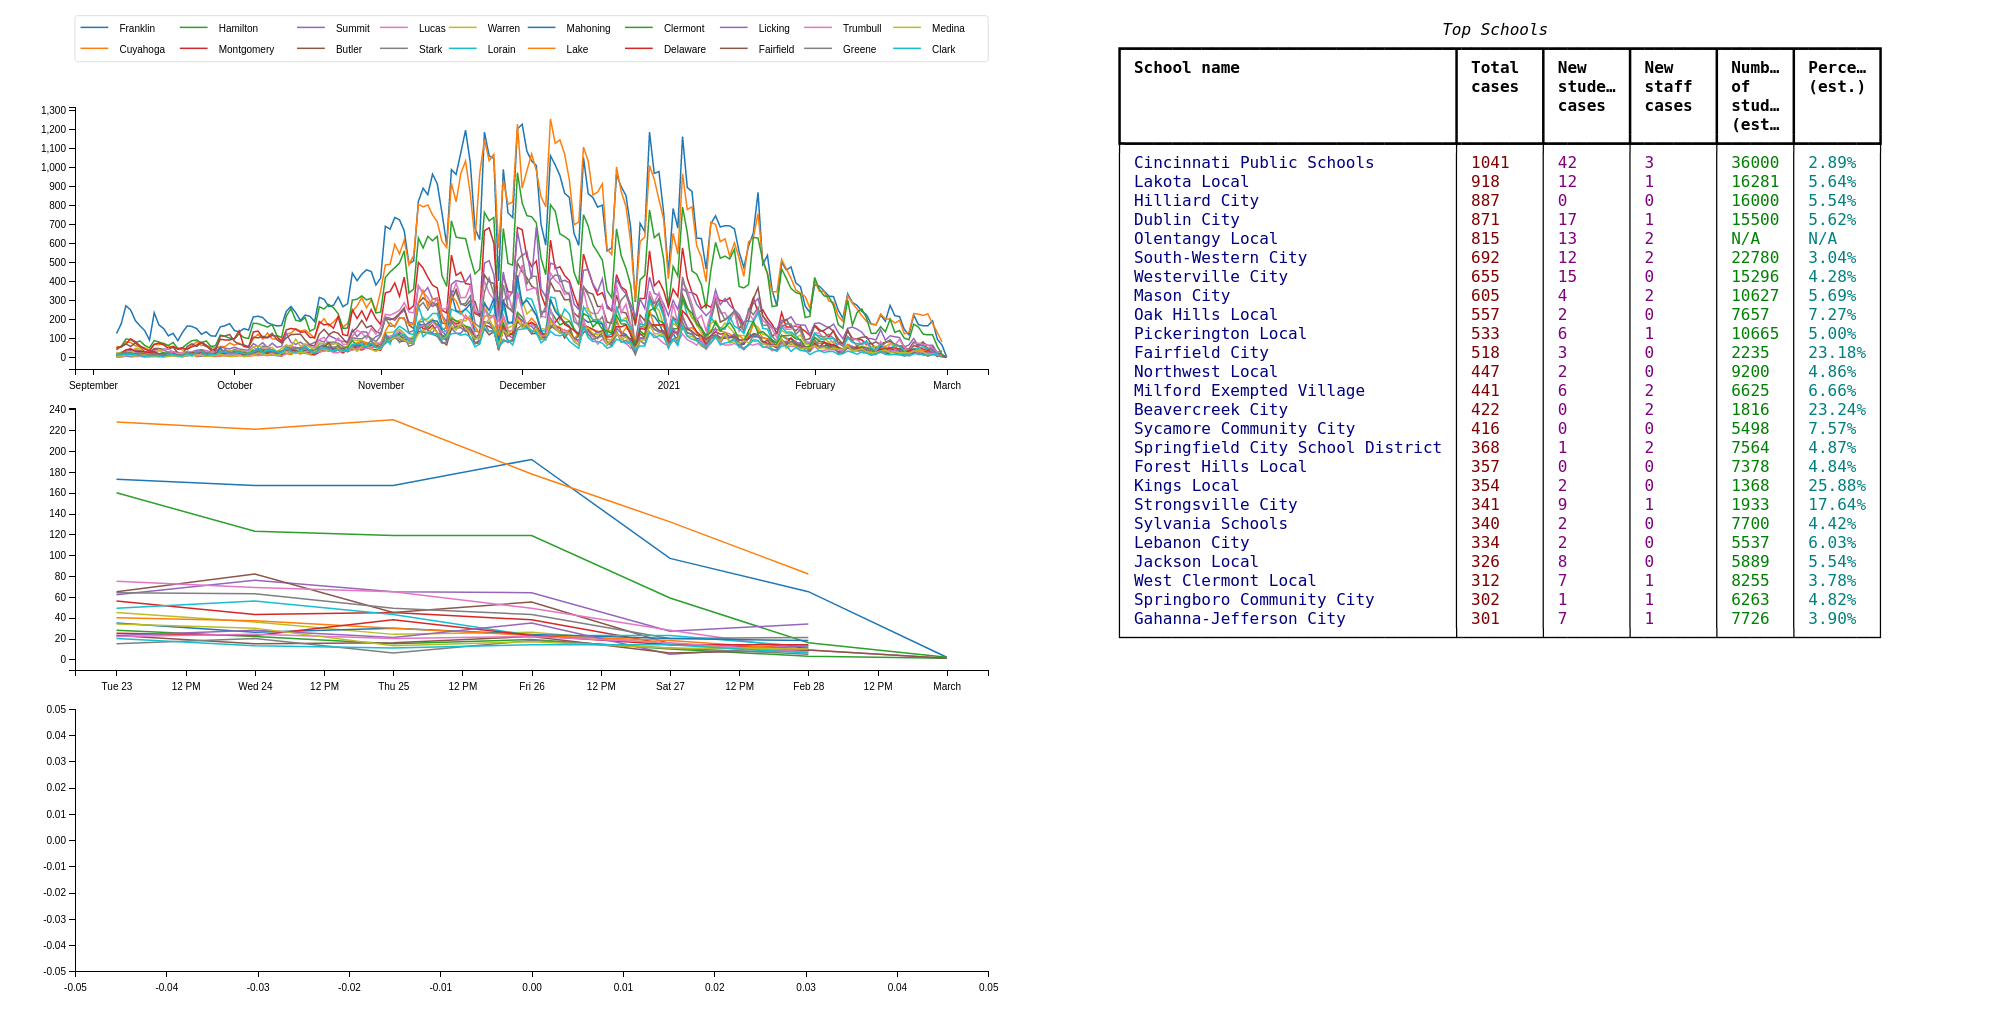 Franklin Hamilton Summit Lucas Warren Mahoning Clermont Licking Trumbull Medina
Cuyahoga Montgomery Butler Stark Lorain Lake Delaware Fairfield Greene Clark
1,300
1,200
1,100
1,000
900
800
700
600
500
400
300
200
100
0
September October November December 2021 February March
240
220
200
180
160
140
120
100
80
60
40
20
0
Tue 23 12 PM Wed 24 12 PM Thu 25 12 PM Fri 26 12 PM Sat 27 12 PM Feb 28 12 PM March
0.05
0.04
0.03
0.02
0.01
0.00
-0.01
-0.02
-0.03
-0.04
-0.05
-0.05 -0.04 -0.03 -0.02 -0.01 0.00 0.01 0.02 0.03 0.04 0.05
Top Schools
School name Total New New Numb… Perce…
cases stude… staff of (est.)
cases cases stud…
(est…
Cincinnati Public Schools 1041 42 3 36000 2.89%
Lakota Local 918 12 1 16281 5.64%
Hilliard City 887 0 0 16000 5.54%
Dublin City 871 17 1 15500 5.62%
Olentangy Local 815 13 2 N/A N/A
South-Western City 692 12 2 22780 3.04%
Westerville City 655 15 0 15296 4.28%
Mason City 605 4 2 10627 5.69%
Oak Hills Local 557 2 0 7657 7.27%
Pickerington Local 533 6 1 10665 5.00%
Fairfield City 518 3 0 2235 23.18%
Northwest Local 447 2 0 9200 4.86%
Milford Exempted Village 441 6 2 6625 6.66%
Beavercreek City 422 0 2 1816 23.24%
Sycamore Community City 416 0 0 5498 7.57%
Springfield City School District 368 1 2 7564 4.87%
Forest Hills Local 357 0 0 7378 4.84%
Kings Local 354 2 0 1368 25.88%
Strongsville City 341 9 1 1933 17.64%
Sylvania Schools 340 2 0 7700 4.42%
Lebanon City 334 2 0 5537 6.03%
Jackson Local 326 8 0 5889 5.54%
West Clermont Local 312 7 1 8255 3.78%
Springboro Community City 302 1 1 6263 4.82%
Gahanna-Jefferson City 301 7 1 7726 3.90%